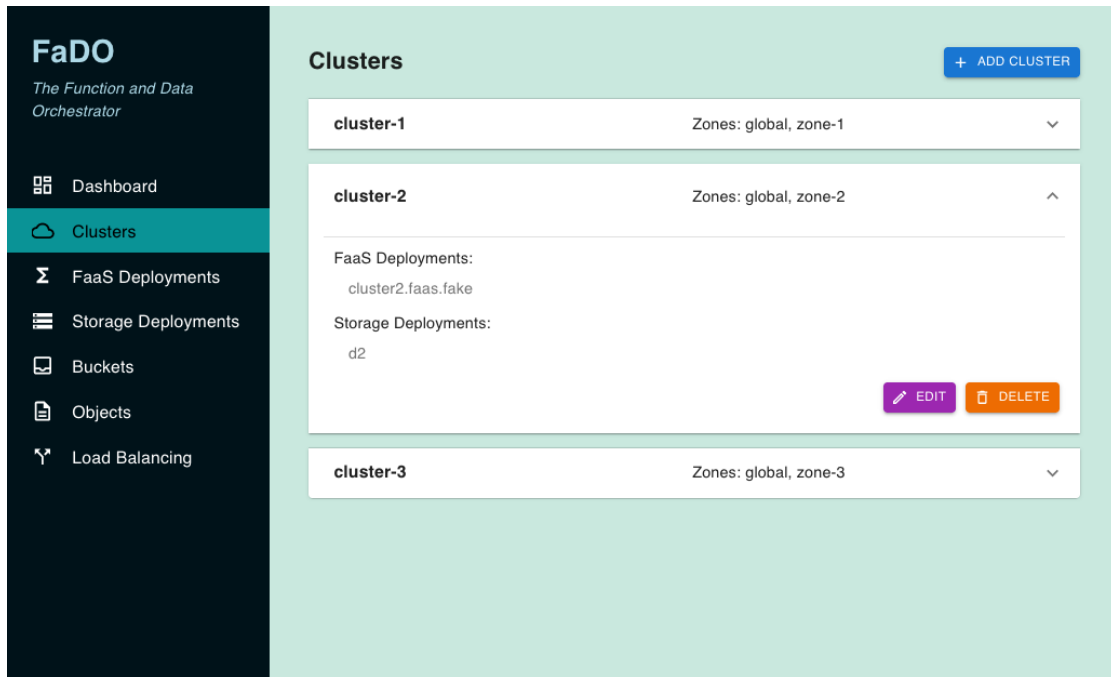 FaDO
The Function and Data
Orchestrator
Dashboard
Clusters
FaaS Deployments
Storage Deployments
Buckets
Objects
Load Balancing
Clusters
+ ADD CLUSTER
cluster-1 Zones: global, zone-1
cluster-2 Zones: global, zone-2
FaaS Deployments:
cluster2.faas.fake
Storage Deployments:
d2
EDIT DELETE
cluster-3 Zones: global, zone-3